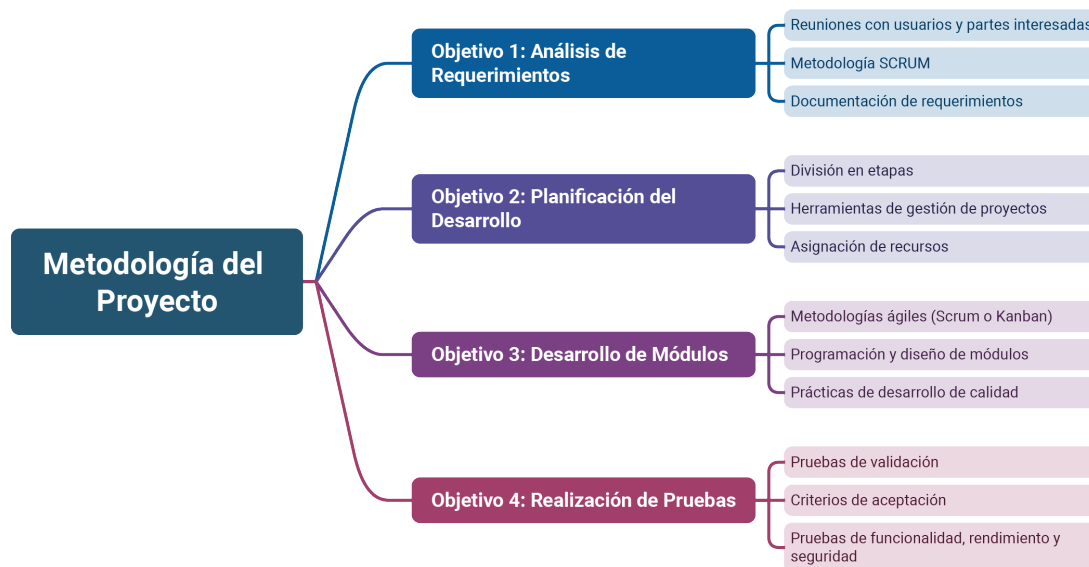 Metodología del
Proyecto
Objetivo 1: Análisis de
Requerimientos
Reuniones con usuarios y partes interesadas
Metodología SCRUM
Documentación de requerimientos
Objetivo 2: Planificación del
Desarrollo
División en etapas
Herramientas de gestión de proyectos
Asignación de recursos
Objetivo 3: Desarrollo de Módulos
Metodologías ágiles (Scrum o Kanban)
Programación y diseño de módulos
Prácticas de desarrollo de calidad
Objetivo 4: Realización de Pruebas
Pruebas de validación
Criterios de aceptación
Pruebas de funcionalidad, rendimiento y
seguridad